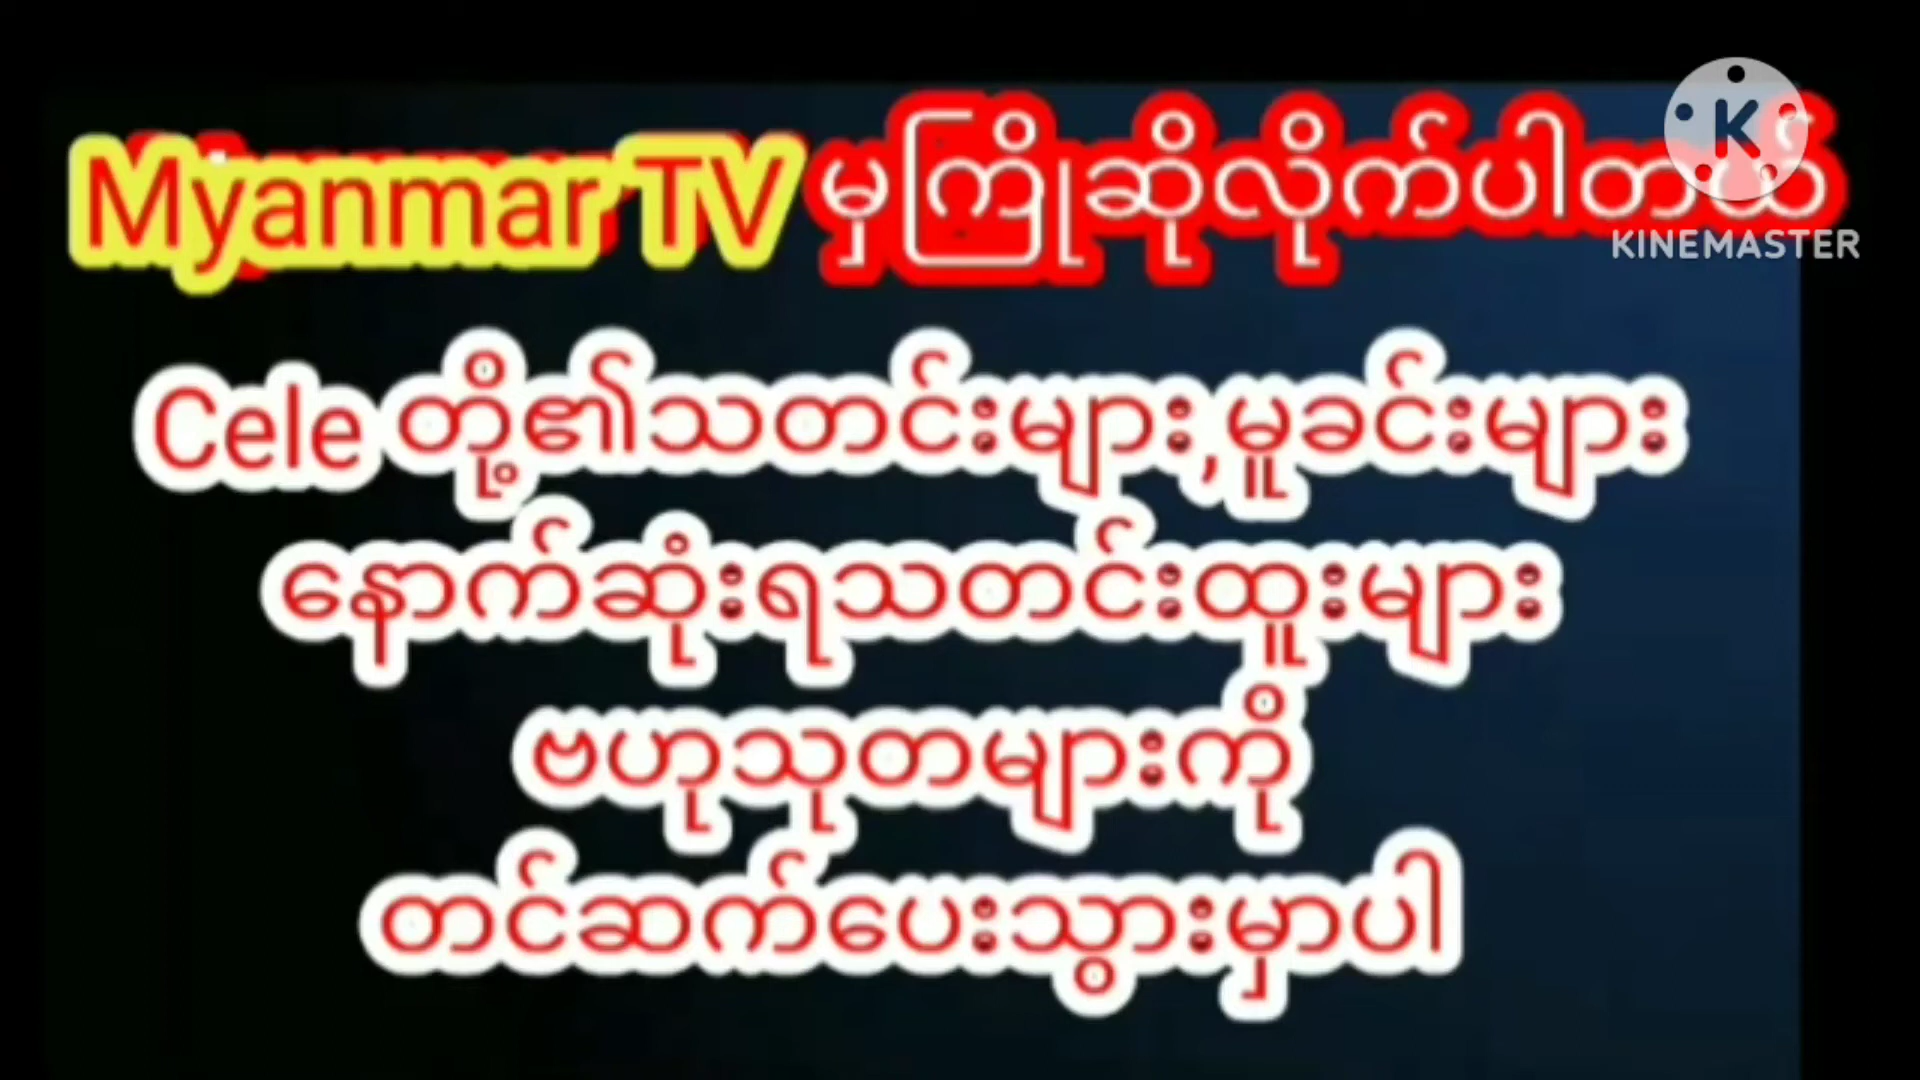 Myanmar TV မှကြိုဆိုလိုက်ပါတယ်
KINEMASTER
Cele တို့၏သတင်းများ,မူခင်းများ
နောက်ဆုံးရသတင်းထူးများ
ဗဟုသုတများကို
တင်ဆက်ပေးသွားမှာပါ